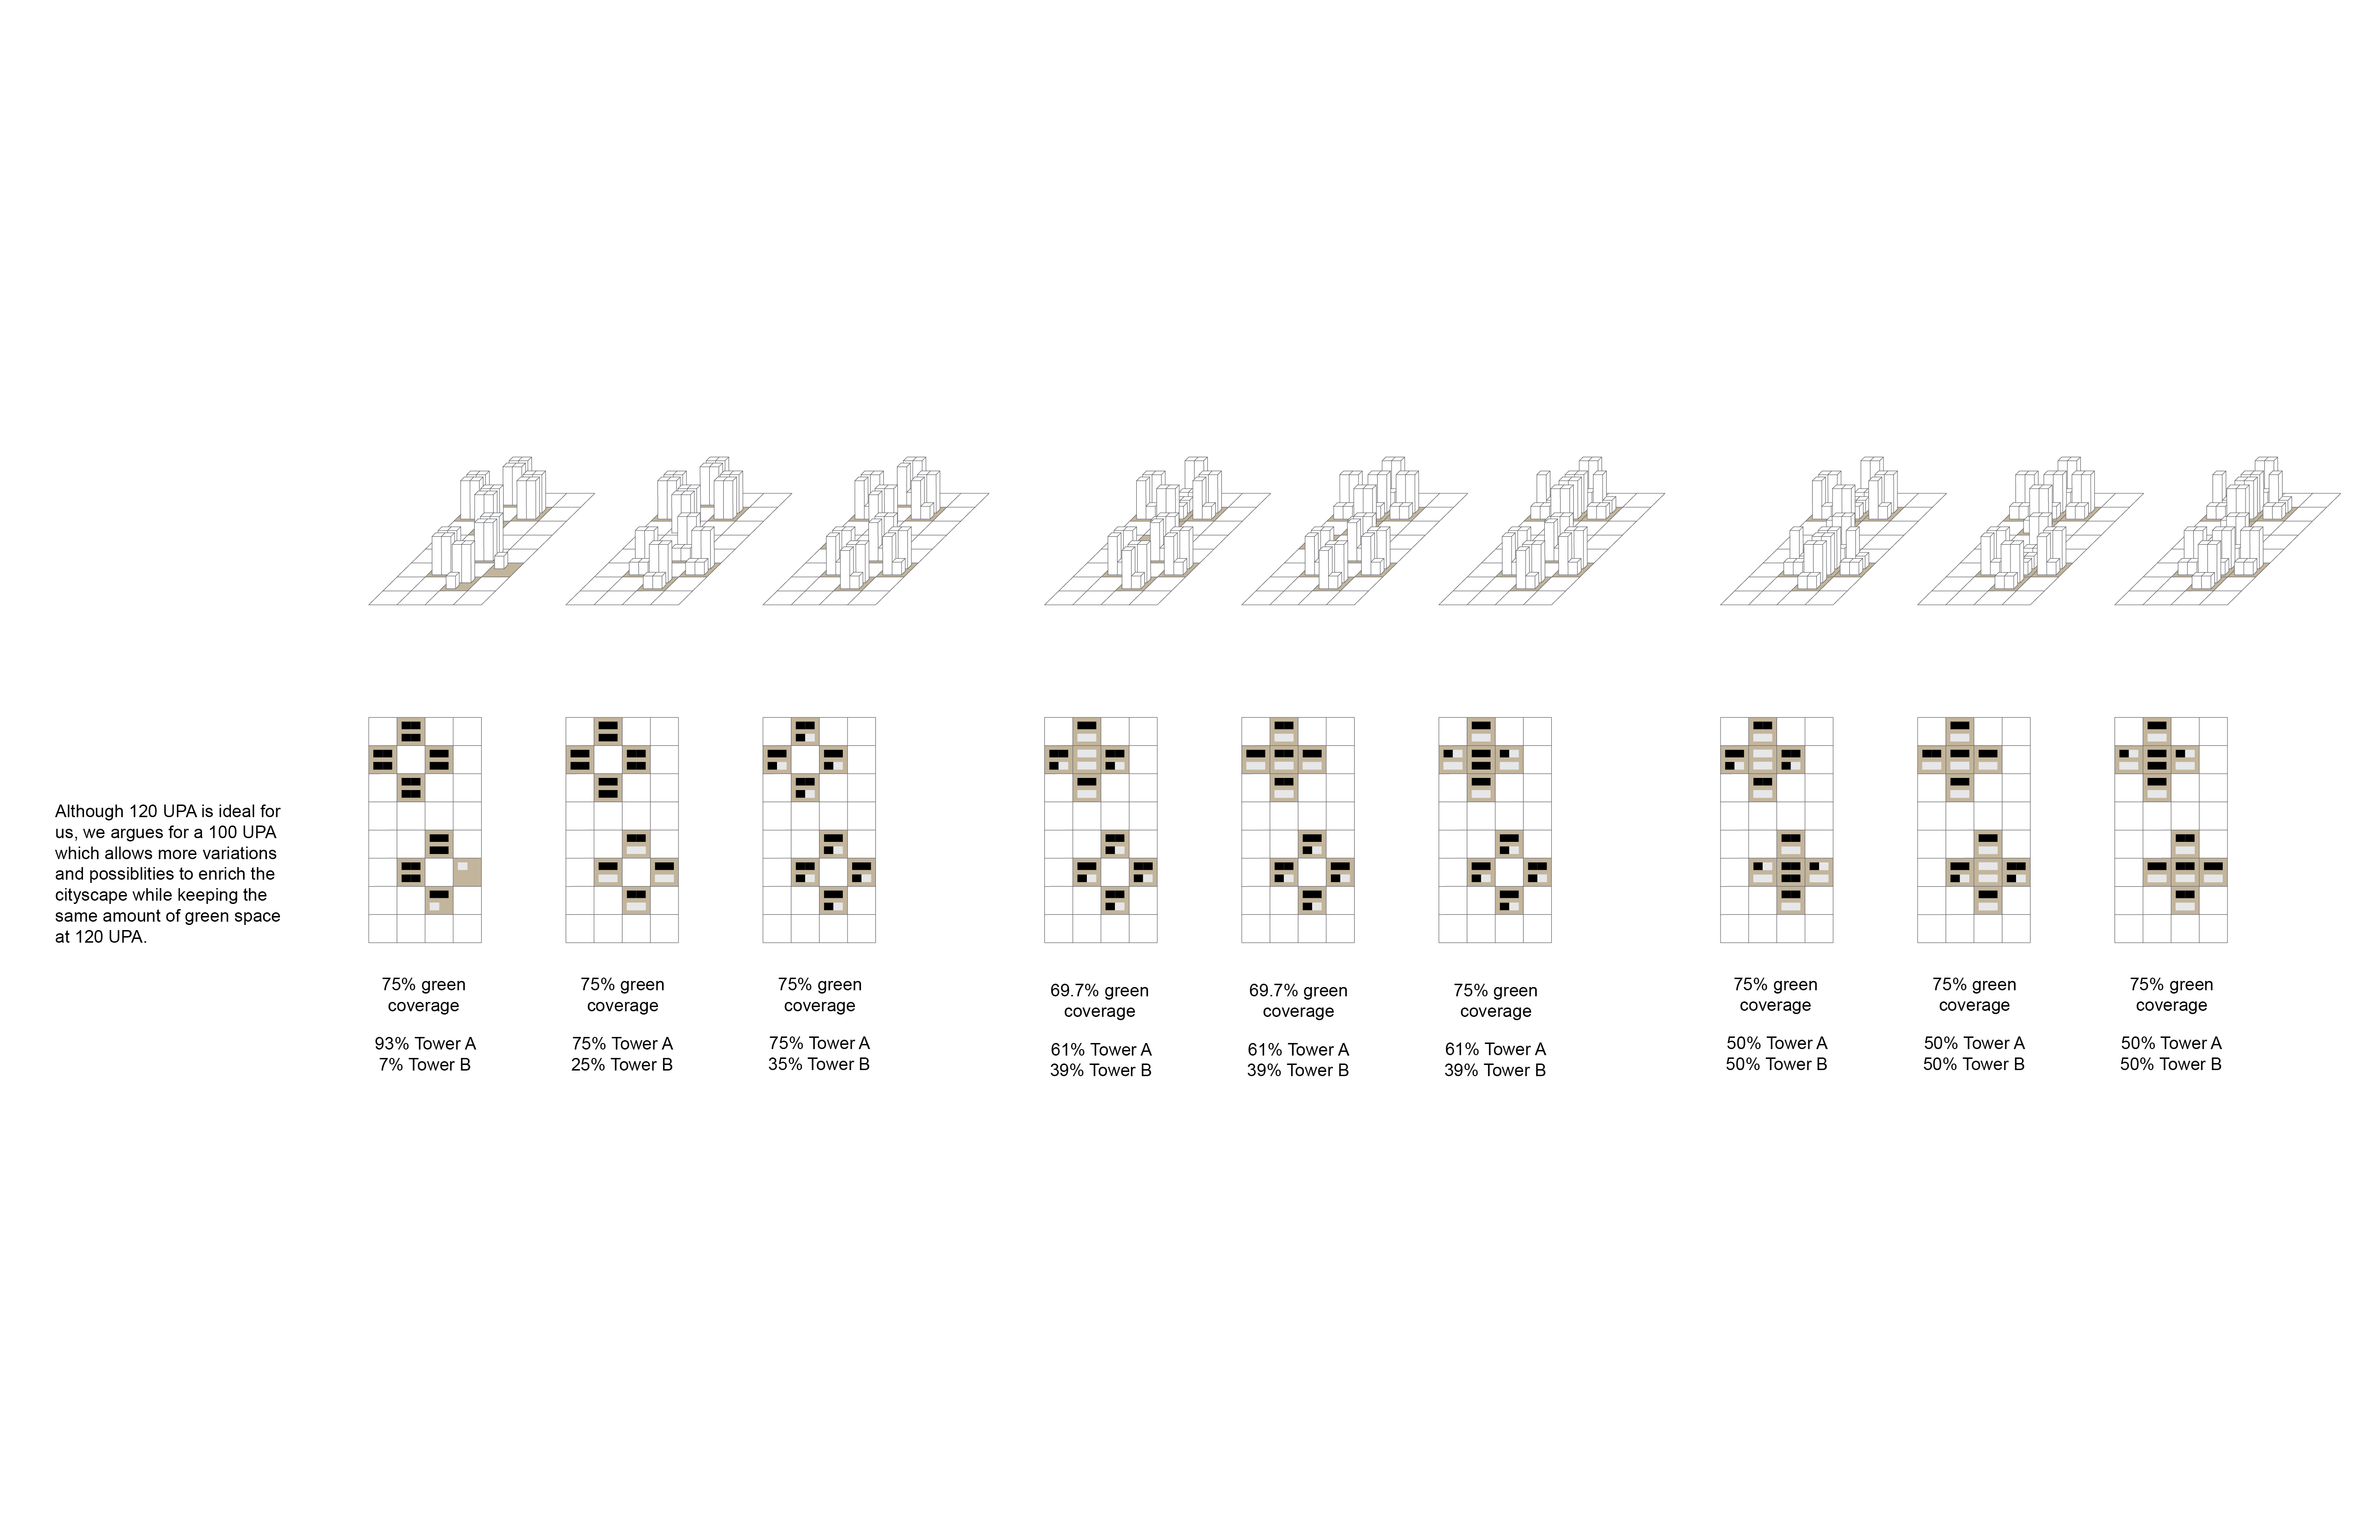 Although 120 UPA is ideal for
us, we argues for a 100 UPA
which allows more variations
and possiblities to enrich the
cityscape while keeping the
same amount of green space
at 120 UPA.
75% green
coverage
93% Tower A
7% Tower B
75% green
coverage
75% Tower A
25% Tower B
75% green
coverage
75% Tower A
35% Tower B
69.7% green
coverage
61% Tower A
39% Tower B
69.7% green
coverage
61% Tower A
39% Tower B
75% green
coverage
61% Tower A
39% Tower B
75% green
coverage
50% Tower A
50% Tower B
75% green
coverage
50% Tower A
50% Tower B
75% green
coverage
50% Tower A
50% Tower B